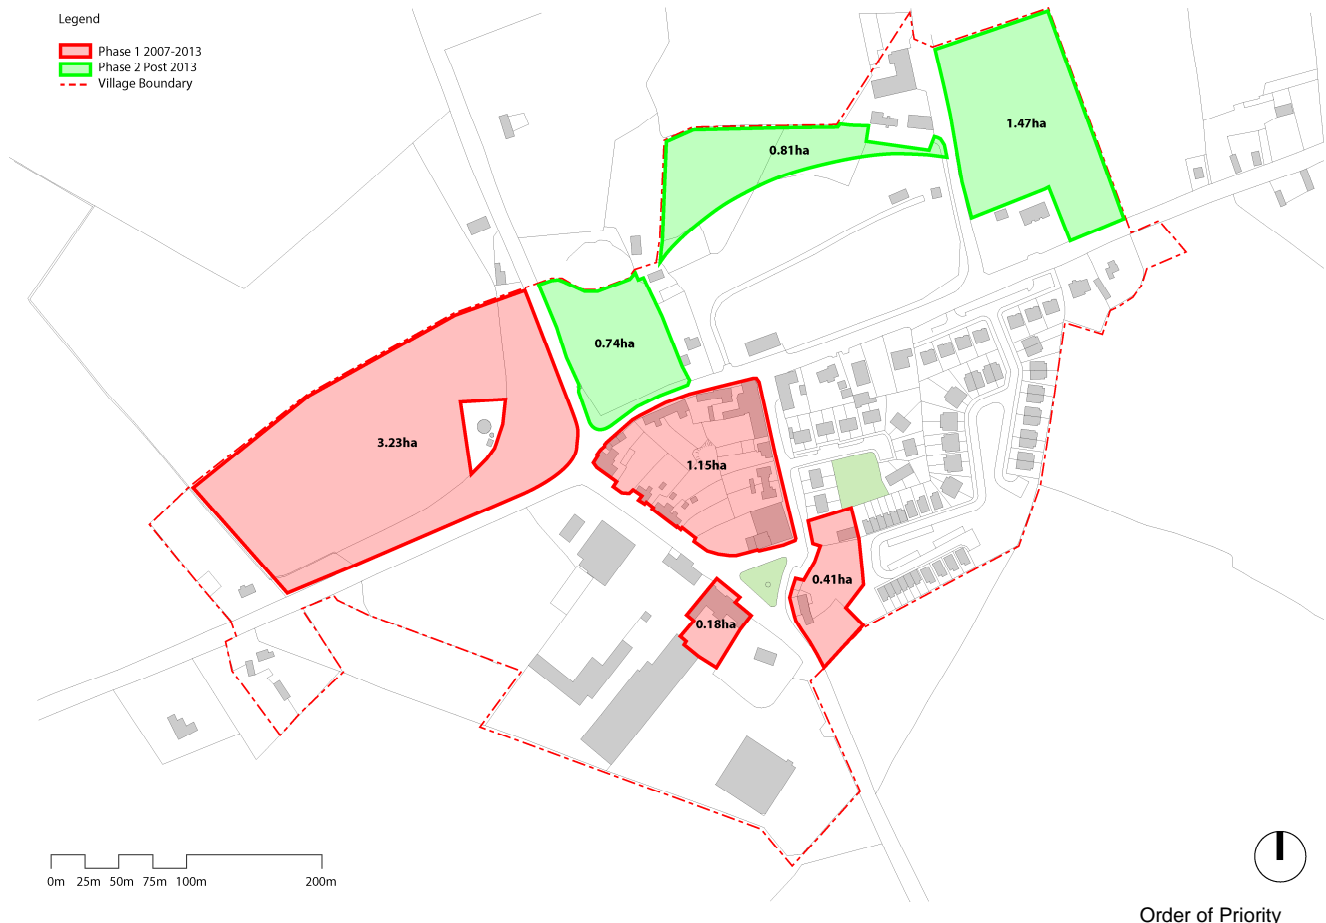 Legend
Phase 1 2007-2013
Phase 2 Post 2013
Village Boundary
1.47ha
0.81ha
0.74ha
3.23ha
1.15ha
0.41ha
0.18ha
0m 25m 50m 75m 100m 200m
Order of Priority